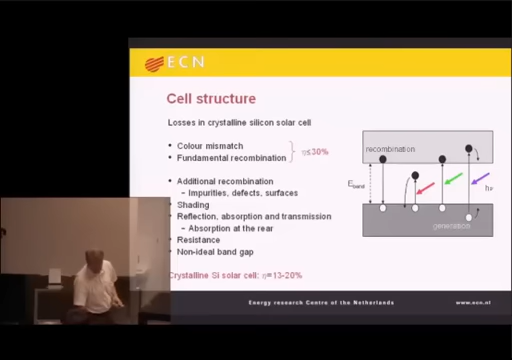 ECN
Cell structure
Losses in crystalline silicon solar cell
• Colour mismatch
• Fundamental recombination
η≤30%
• Additional recombination
– Impurities, defects, surfaces
• Shading
• Reflection, absorption and transmission
– Absorption at the rear
• Resistance
• Non-ideal band gap
Crystalline Si solar cell: η=13-20%
recombination
E band
hν
generation
Energy research Centre of the Netherlands
www.ecn.nl